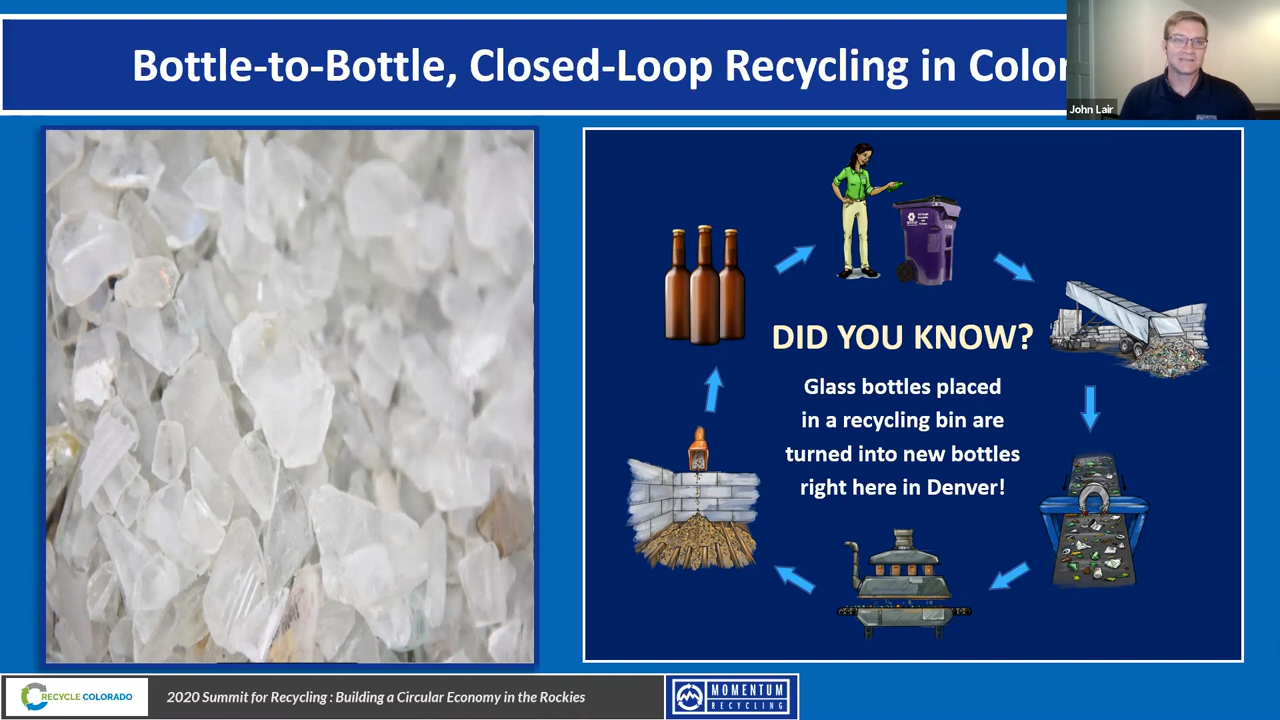 Bottle-to-Bottle, Closed-Loop Recycling in Color
John Lair
DID YOU KNOW?
Glass bottles placed
in a recycling bin are
turned into new bottles
right here in Denver!
RECYCLE COLORADO
2020 Summit for Recycling : Building a Circular Economy in the Rockies
MOMENTUM
RECYCLING